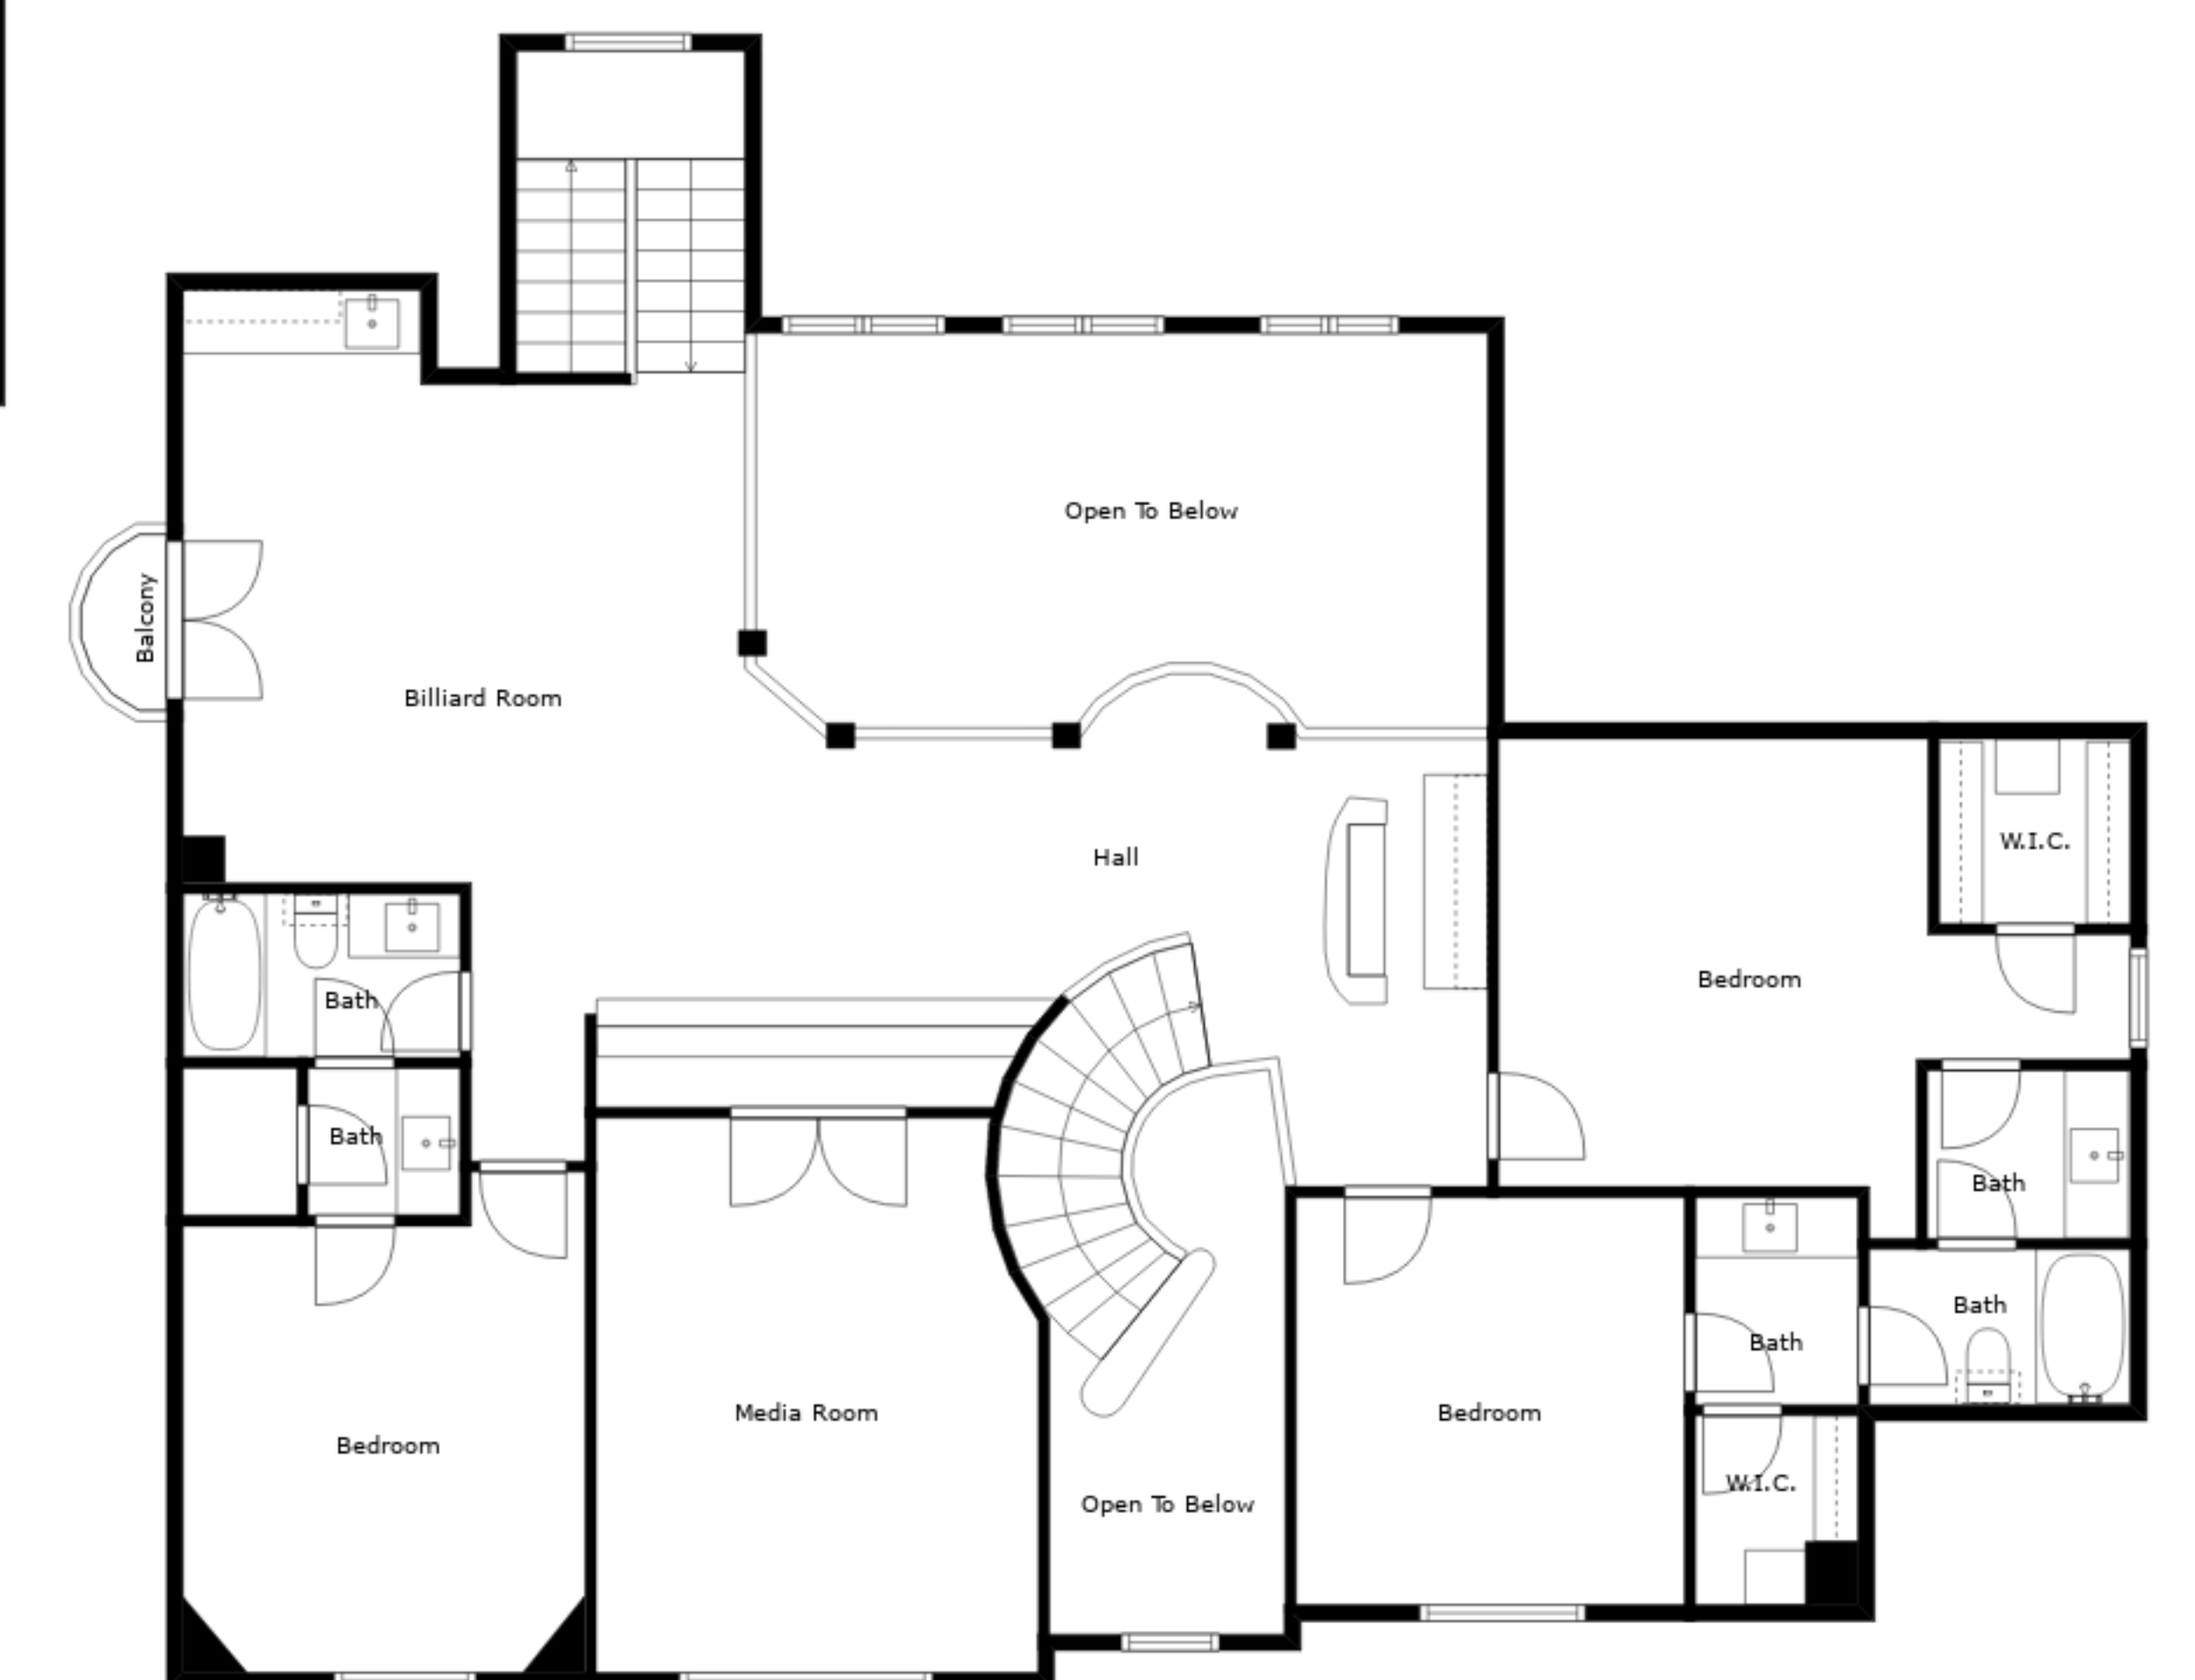 Open To Below
Balcony
Billiard Room
W.I.C.
Hall
Bedroom
Bath
Bath
Bath
Bath
Bath
Media Room
Bedroom
Bedroom
W.I.C.
Open To Below